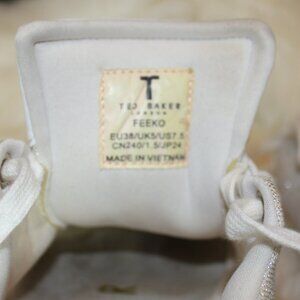 T
TED BAKER
LONDON
FEEKO
EU38/UK5/US7.5
CN240/1.5/JP24
MADE IN VIETNAM